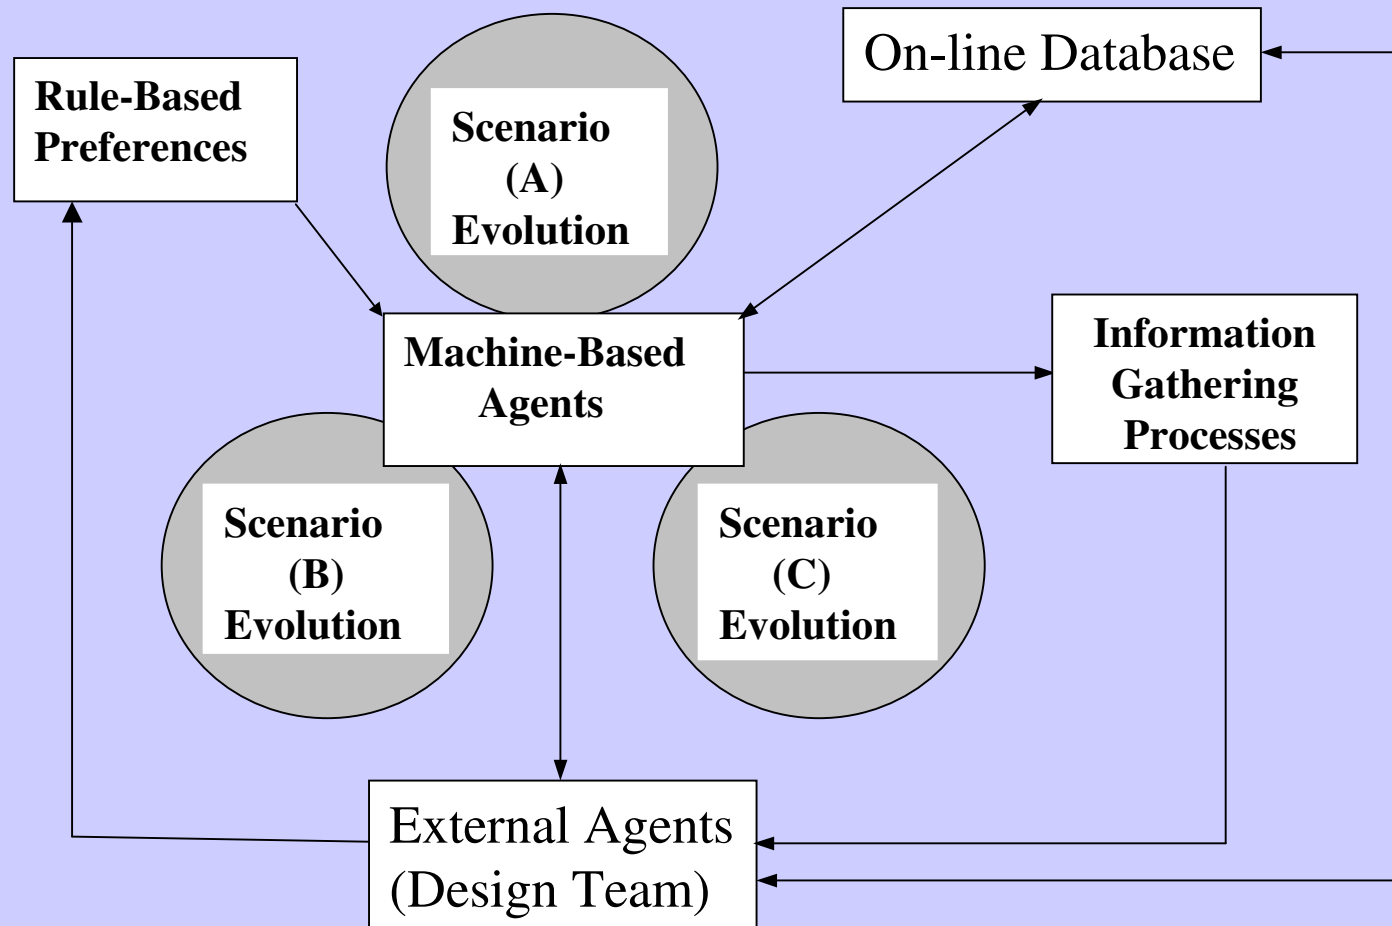 On-line Database
Rule-Based
Preferences
Scenario
(A)
Evolution
Machine-Based
Agents
Information
Gathering
Processes
Scenario
(B)
Evolution
Scenario
(C)
Evolution
External Agents
(Design Team)